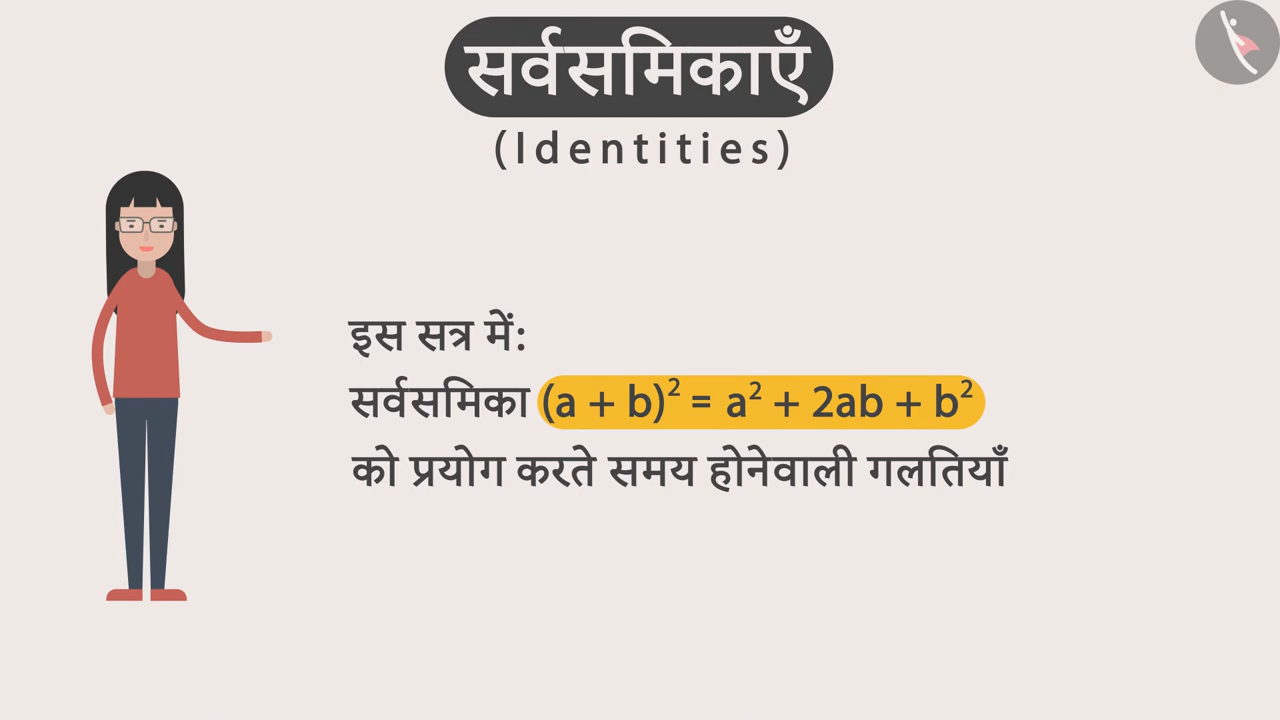 सर्वसमिकाएँ
(Identities)
इस सत्र में:
सर्वसमिका (a + b)² = a² + 2ab + b²
को प्रयोग करते समय होनेवाली गलतियाँ